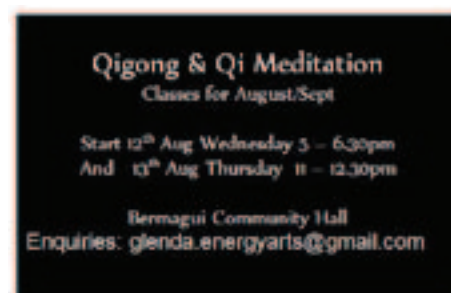 Qigong & Qi Meditation
Classes for August/Sept
Start 12th Aug Wednesday 5 – 6.30pm
And 13th Aug Thursday 11 – 12.30pm
Bermagui Community Hall
Enquiries: glenda.energyarts@gmail.com